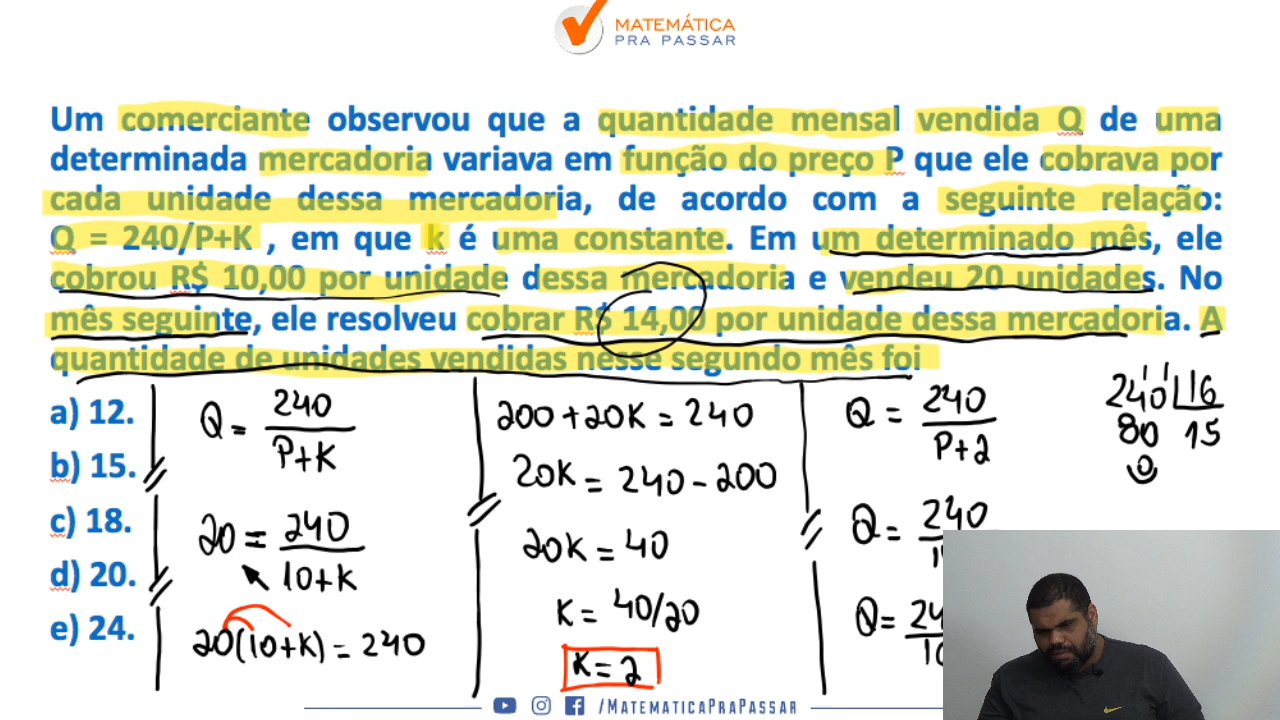 MATEMÁTICA
PRA PASSAR
Um comerciante observou que a quantidade mensal vendida Q de uma
determinada mercadoria variava em função do preço P que ele cobrava por
cada unidade dessa mercadoria, de acordo com a seguinte relação:
Q = 240/P+K , em que k é uma constante. Em um determinado mês, ele
cobrou R$ 10,00 por unidade dessa mercadoria e vendeu 20 unidades. No
mês seguinte, ele resolveu cobrar R$ 14,00 por unidade dessa mercadoria. A
quantidade de unidades vendidas nesse segundo mês foi
a) 12.
b) 15.
c) 18.
d) 20.
e) 24.
Q = 240
P+K
20 = 240
10+K
20(10+K) = 240
200 + 20K = 240
20K = 240 - 200
20K = 40
K = 40/20
K = 2
Q = 240
P+2
Q = 240
Q =
240 16
80 15
0
/MatematicaPraPassar